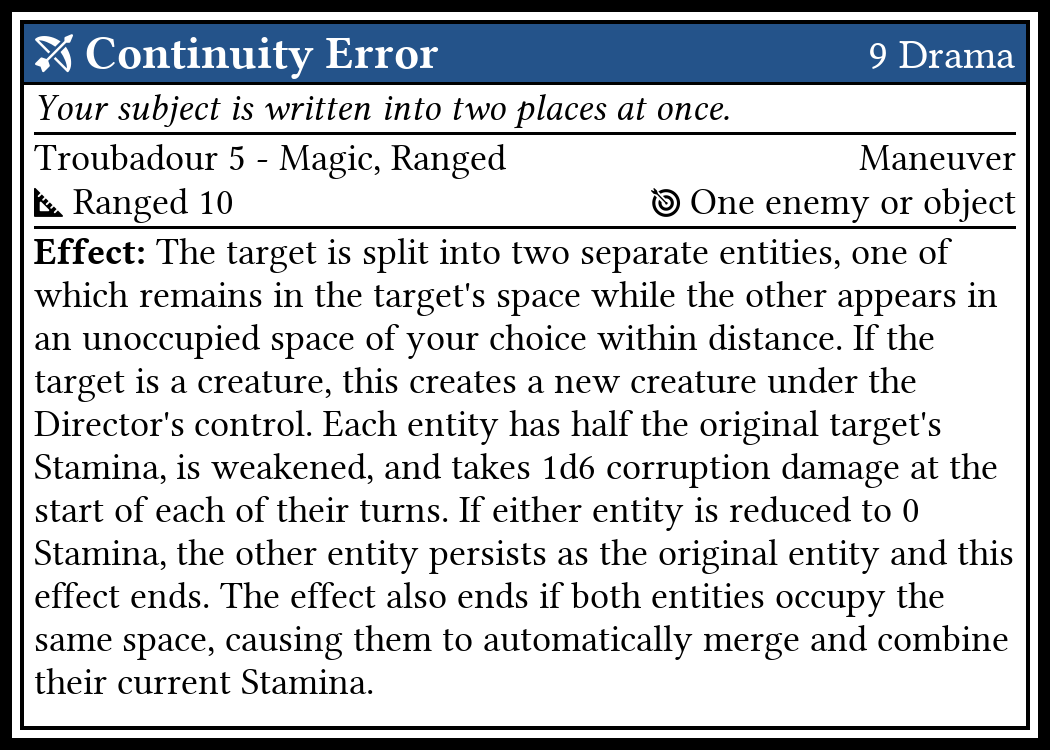 Continuity Error 9 Drama
Your subject is written into two places at once.
Troubadour 5 - Magic, Ranged Maneuver
Ranged 10 One enemy or object
Effect: The target is split into two separate entities, one of
which remains in the target's space while the other appears in
an unoccupied space of your choice within distance. If the
target is a creature, this creates a new creature under the
Director's control. Each entity has half the original target's
Stamina, is weakened, and takes 1d6 corruption damage at the
start of each of their turns. If either entity is reduced to 0
Stamina, the other entity persists as the original entity and this
effect ends. The effect also ends if both entities occupy the
same space, causing them to automatically merge and combine
their current Stamina.